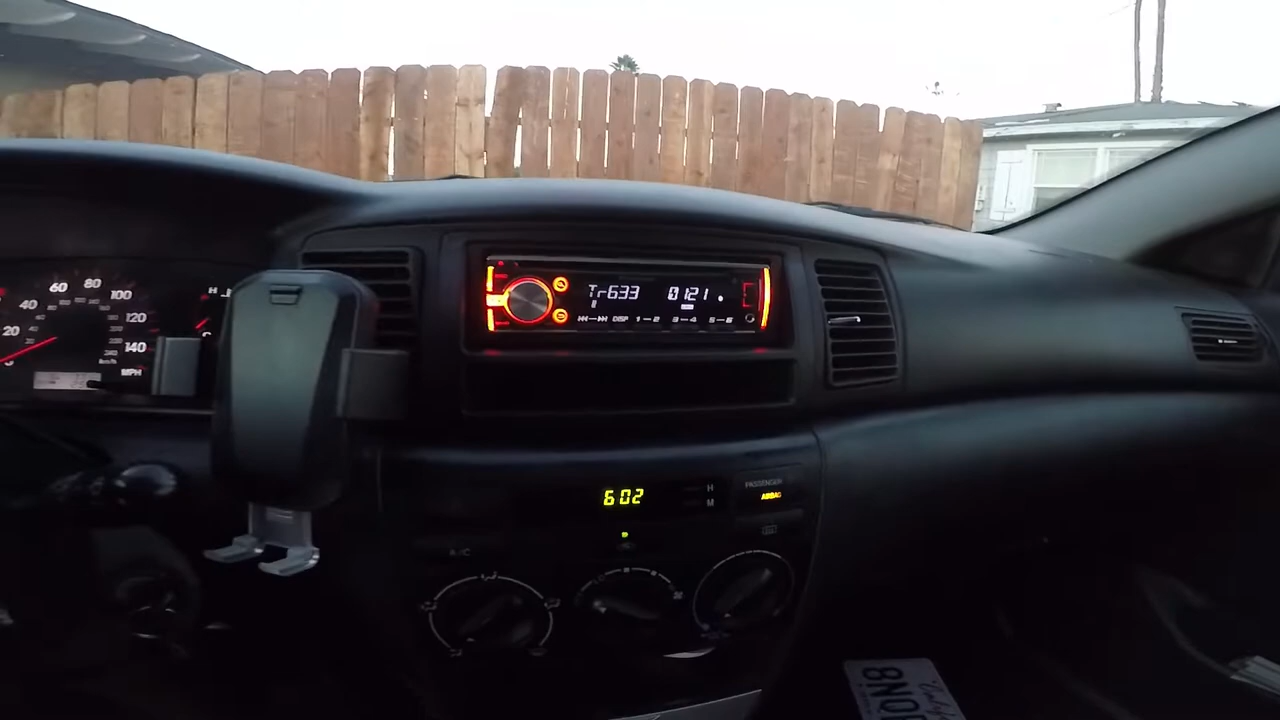 60 80
40 100
20 120
140
MPH
H
C
Tr633 0121
DISP 1 — 2 3 — 4 5 — 6
602
H
M
PASSENGER
AIRBAG
A/C
8NQ